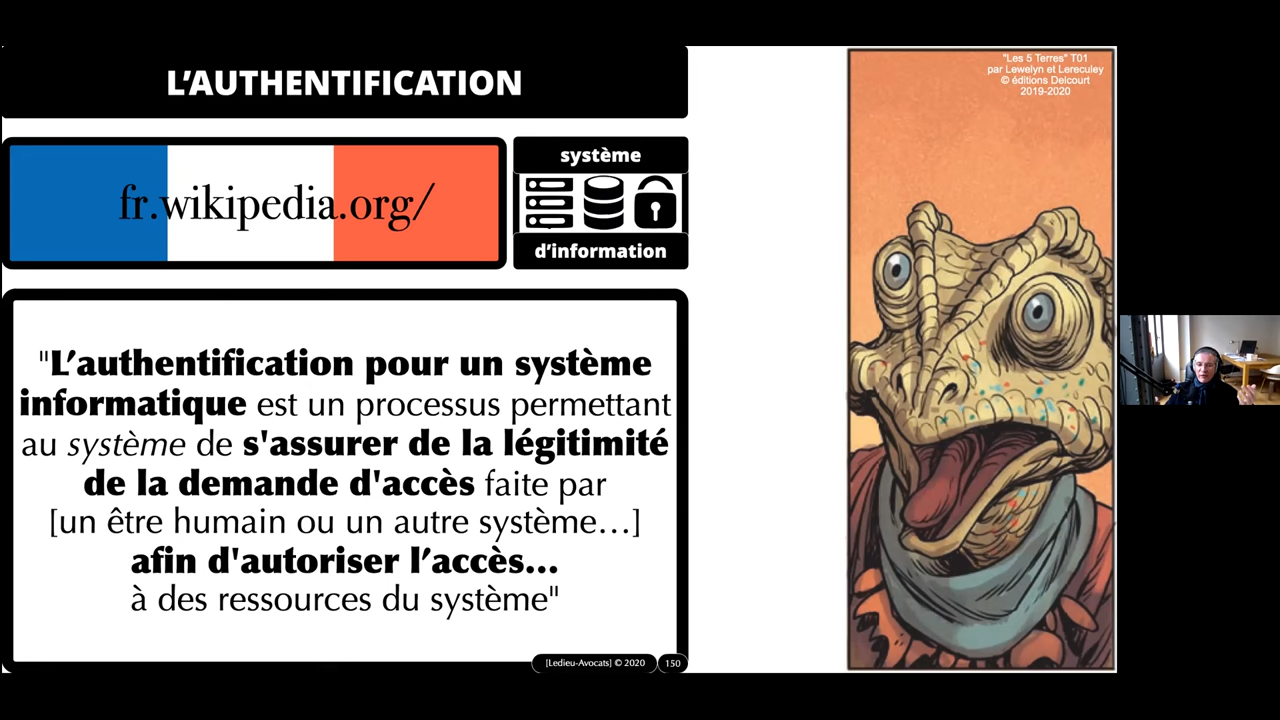 L’AUTHENTIFICATION
fr.wikipedia.org/
système
d’information
"L’authentification pour un système
informatique est un processus permettant
au système de s'assurer de la légitimité
de la demande d'accès faite par
[un être humain ou un autre système…]
afin d'autoriser l’accès…
à des ressources du système"
[Ledieu-Avocats] © 2020
150
"Les 5 Terres" T01
par Lewelyn et Lereculey
© éditions Delcourt
2019-2020